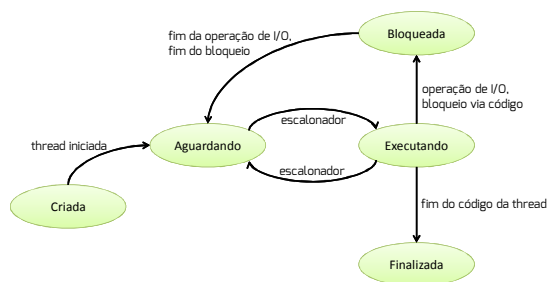 fim da operação de I/O,
fim do bloqueio
Bloqueada
operação de I/O,
bloqueio via código
escalonador
thread iniciada
Aguardando
Executando
escalonador
Criada
fim do código da thread
Finalizada